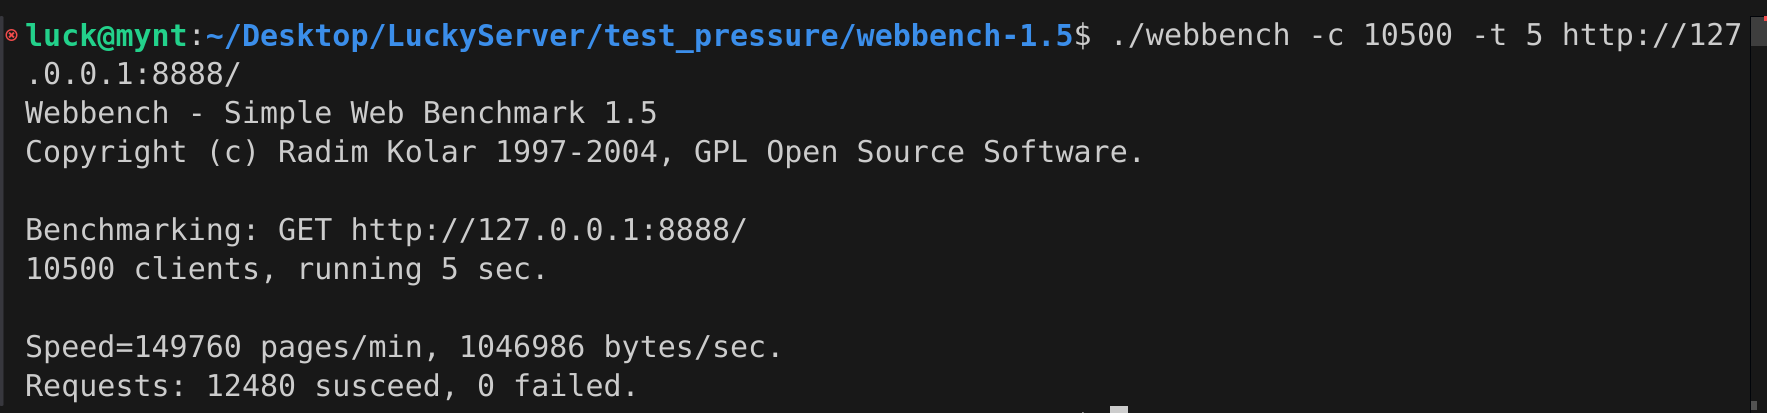 luck@mynt:~/Desktop/LuckyServer/test_pressure/webbench-1.5$ ./webbench -c 10500 -t 5 http://127
.0.0.1:8888/
Webbench - Simple Web Benchmark 1.5
Copyright (c) Radim Kolar 1997-2004, GPL Open Source Software.

Benchmarking: GET http://127.0.0.1:8888/
10500 clients, running 5 sec.

Speed=149760 pages/min, 1046986 bytes/sec.
Requests: 12480 susceed, 0 failed.